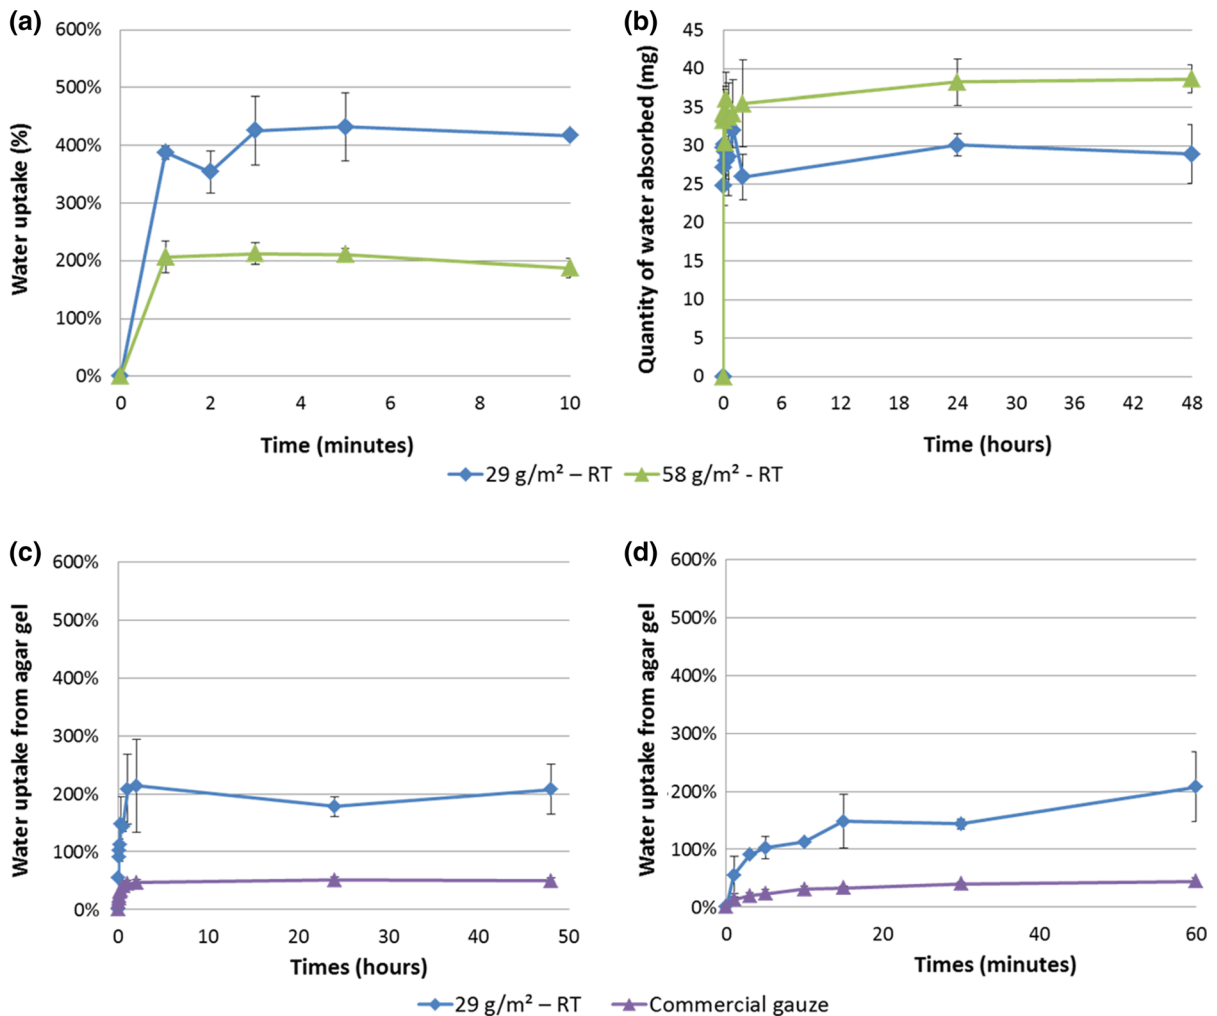 (a)
600%
500%
400%
300%
200%
100%
0%
Water uptake (%)
0 2 4 6 8 10
Time (minutes)
(b)
45
40
35
30
25
20
15
10
5
0
Quantity of water absorbed (mg)
0 6 12 18 24 30 36 42 48
Time (hours)
29 g/m² – RT 58 g/m² - RT
(c)
600%
500%
400%
300%
200%
100%
0%
Water uptake from agar gel
0 10 20 30 40 50
Times (hours)
(d)
600%
500%
400%
300%
200%
100%
0%
Water uptake from agar gel
0 20 40 60
Times (minutes)
29 g/m² – RT Commercial gauze